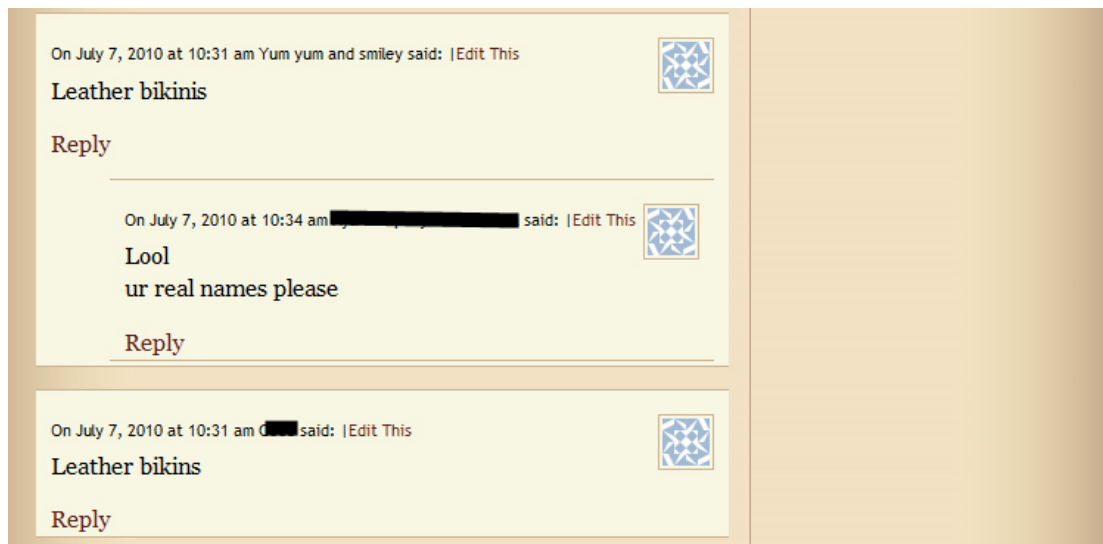 On July 7, 2010 at 10:31 am Yum yum and smiley said: |Edit This
Leather bikinis
Reply
On July 7, 2010 at 10:34 am said: |Edit This
Lool
ur real names please
Reply
On July 7, 2010 at 10:31 am said: |Edit This
Leather bikins
Reply